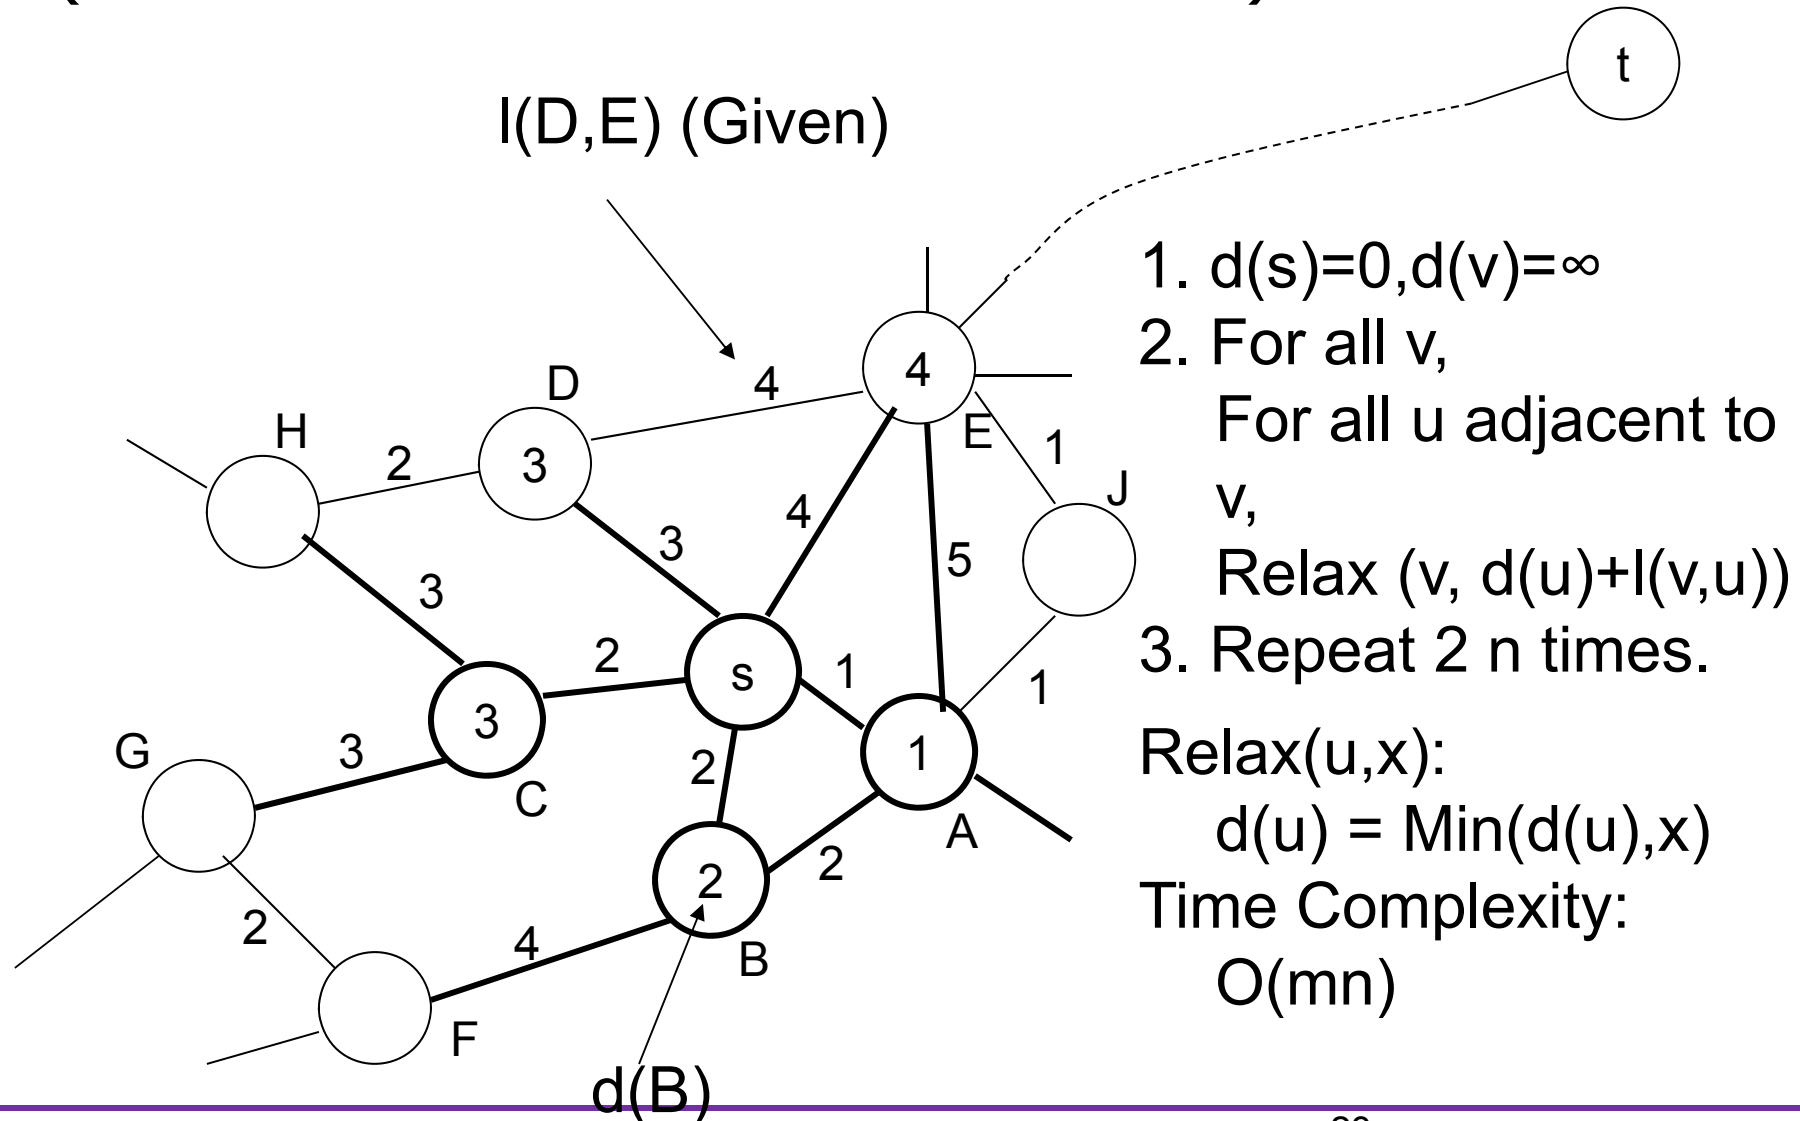 t
l(D,E) (Given)
1. d(s)=0,d(v)=∞
2. For all v,
For all u adjacent to
v,
Relax (v, d(u)+l(v,u))
3. Repeat 2 n times.
Relax(u,x):
d(u) = Min(d(u),x)
Time Complexity:
O(mn)
4
D
4
E
H
2
3
1
J
4
3
5
3
2
s
1
1
3
G
3
2
1
C
A
2
2
2
4
B
F
d(B)